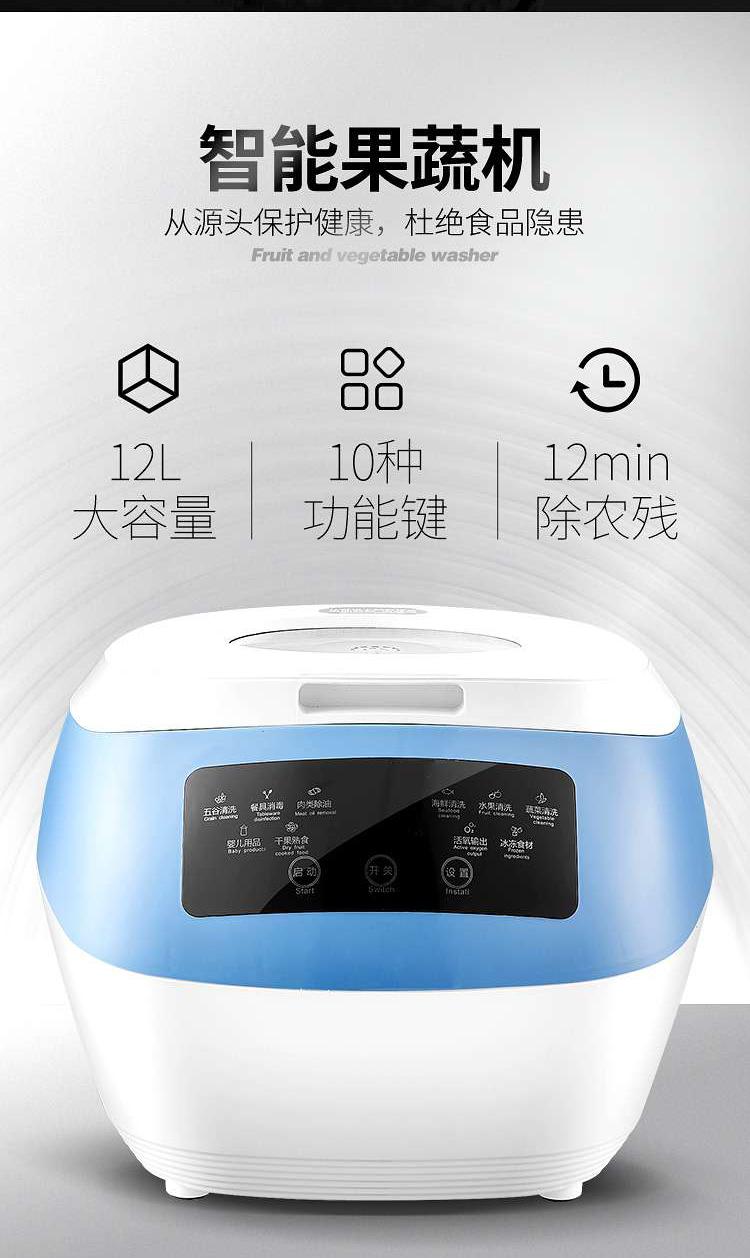 智能果蔬机
从源头保护健康，杜绝食品隐患
Fruit and vegetable washer
12L
大容量
10种
功能键
12min
除农残
五谷清洗
Grain cleaning
餐具消毒
Tableware
disinfection
肉类除油
Meat oil removal
海鲜清洗
Seafood
cleaning
水果清洗
Fruit cleaning
蔬菜清洗
Vegetable
cleaning
婴儿用品
Baby products
干果熟食
Dry fruit
cooked food
活氧输出
Active oxygen
output
冰冻食材
Frozen
ingredients
启动
Start
开关
Switch
设置
Install